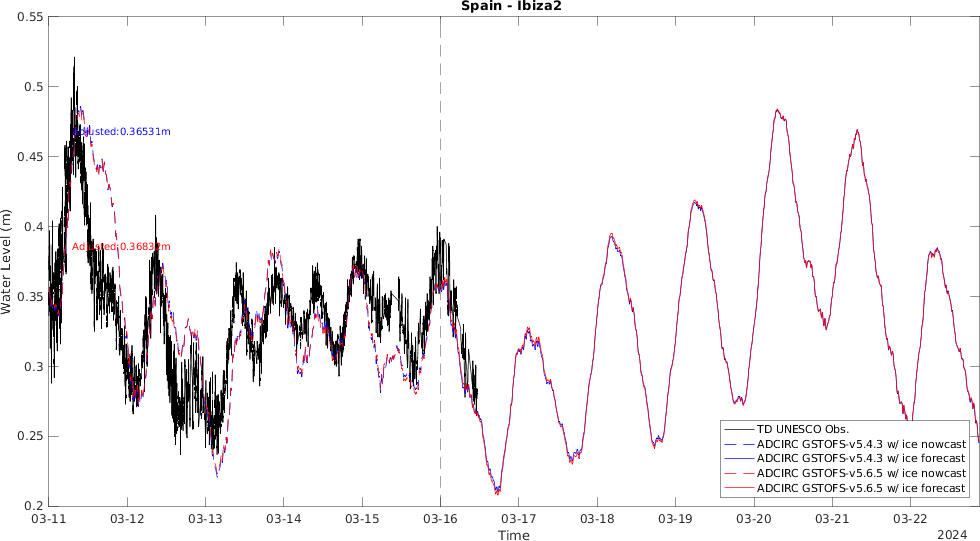 Spain - Ibiza2
0.55
0.5
0.45
0.4
0.35
0.3
0.25
0.2
Water Level (m)
Adjusted:0.36531m
TD UNESCO Obs.
ADCIRC GSTOFS-v5.4.3 w/ ice nowcast
ADCIRC GSTOFS-v5.4.3 w/ ice forecast
ADCIRC GSTOFS-v5.6.5 w/ ice nowcast
ADCIRC GSTOFS-v5.6.5 w/ ice forecast
03-11 03-12 03-13 03-14 03-15 03-16 03-17 03-18 03-19 03-20 03-21 03-22
Time
2024